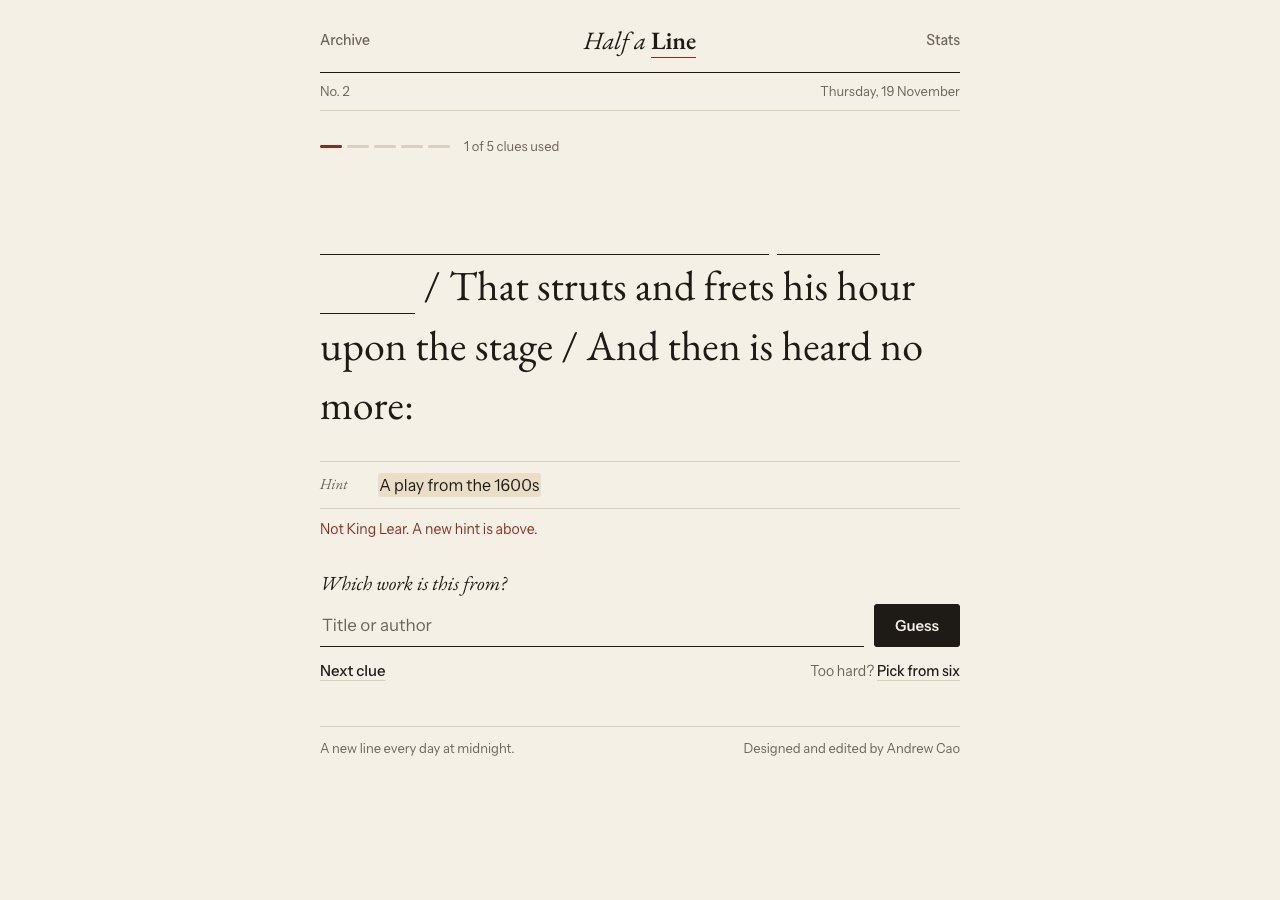 Archive
Half a Line
Stats
No. 2
Thursday, 19 November
1 of 5 clues used
/ That struts and frets his hour
upon the stage / And then is heard no
more:
Hint
A play from the 1600s
Not King Lear. A new hint is above.
Which work is this from?
Title or author
Guess
Next clue
Too hard? Pick from six
A new line every day at midnight.
Designed and edited by Andrew Cao